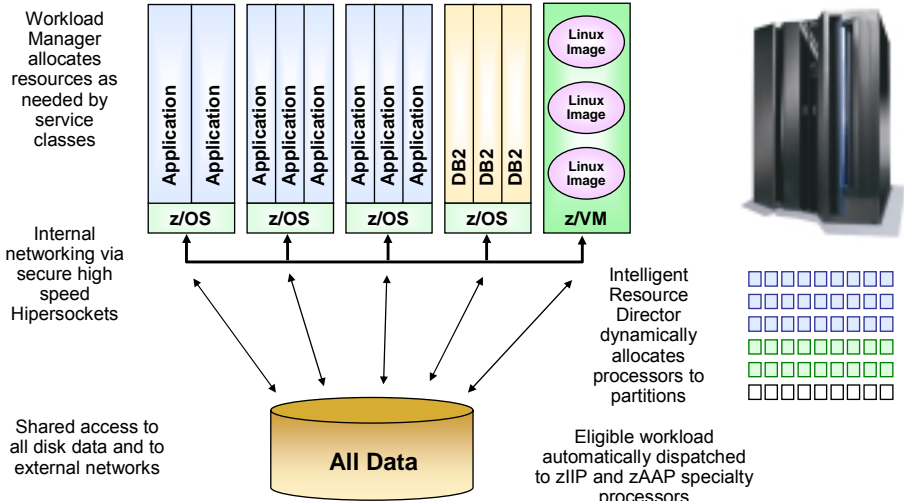 Workload
Manager
allocates
resources as
needed by
service
classes
Application
Application
z/OS
Application
Application
Application
z/OS
Application
Application
Application
z/OS
DB2
DB2
DB2
z/OS
Linux
Image
Linux
Image
Linux
Image
z/VM
Internal
networking via
secure high
speed
Hipersockets
Intelligent
Resource
Director
dynamically
allocates
processors to
partitions
Shared access to
all disk data and to
external networks
All Data
Eligible workload
automatically dispatched
to zIIP and zAAP specialty
processors